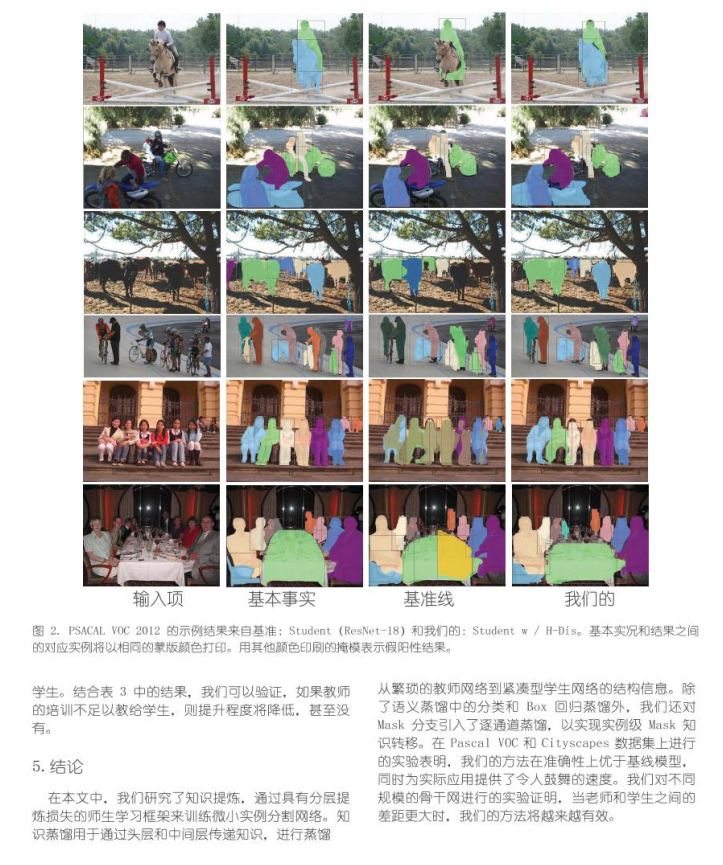 输入项
基本事实
基准线
我们的
图 2. PSACAL VOC 2012 的示例结果来自基准: Student (ResNet-18) 和我们的: Student w / H-Dis。基本实况和结果之间
的对应实例将以相同的蒙版颜色打印。用其他颜色印刷的掩模表示假阳性结果。
学生。结合表 3 中的结果, 我们可以验证, 如果教师
的培训不足以教给学生, 则提升程度将降低, 甚至没
有。
5. 结论
在本文中, 我们研究了知识提炼, 通过具有分层提
炼损失的师生学习框架来训练微小实例分割网络。知
识蒸馏用于通过头层和中间层传递知识, 进行蒸馏
从繁琐的教师网络到紧凑型学生网络的结构信息。除
了语义蒸馏中的分类和 Box 回归蒸馏外, 我们还对
Mask 分支引入了逐通道蒸馏, 以实现实例级 Mask 知
识转移。在 Pascal VOC 和 Cityscapes 数据集上进行
的实验表明, 我们的方法在准确性上优于基线模型,
同时为实际应用提供了令人鼓舞的速度。我们对不同
规模的骨干网进行的实验证明, 当老师和学生之间的
差距更大时, 我们的方法将越来越有效。